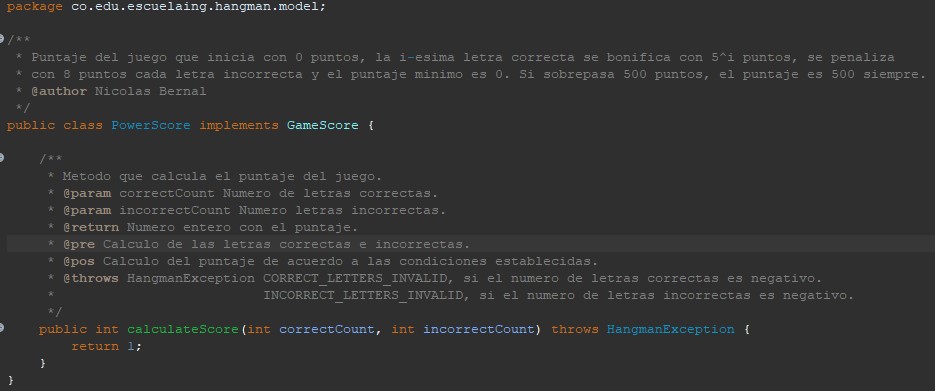 package co.edu.escuelaing.hangman.model;
/**
* Puntaje del juego que inicia con 0 puntos, la i-esima letra correcta se bonifica con 5^i puntos, se penaliza
* con 8 puntos cada letra incorrecta y el puntaje minimo es 0. Si sobrepasa 500 puntos, el puntaje es 500 siempre.
* @author Nicolas Bernal
*/
public class PowerScore implements GameScore {
/**
* Metodo que calcula el puntaje del juego.
* @param correctCount Numero de letras correctas.
* @param incorrectCount Numero letras incorrectas.
* @return Numero entero con el puntaje.
* @pre Calculo de las letras correctas e incorrectas.
* @pos Calculo del puntaje de acuerdo a las condiciones establecidas.
* @throws HangmanException CORRECT_LETTERS_INVALID, si el numero de letras correctas es negativo.
* INCORRECT_LETTERS_INVALID, si el numero de letras incorrectas es negativo.
*/
public int calculateScore(int correctCount, int incorrectCount) throws HangmanException {
return 1;
}
}